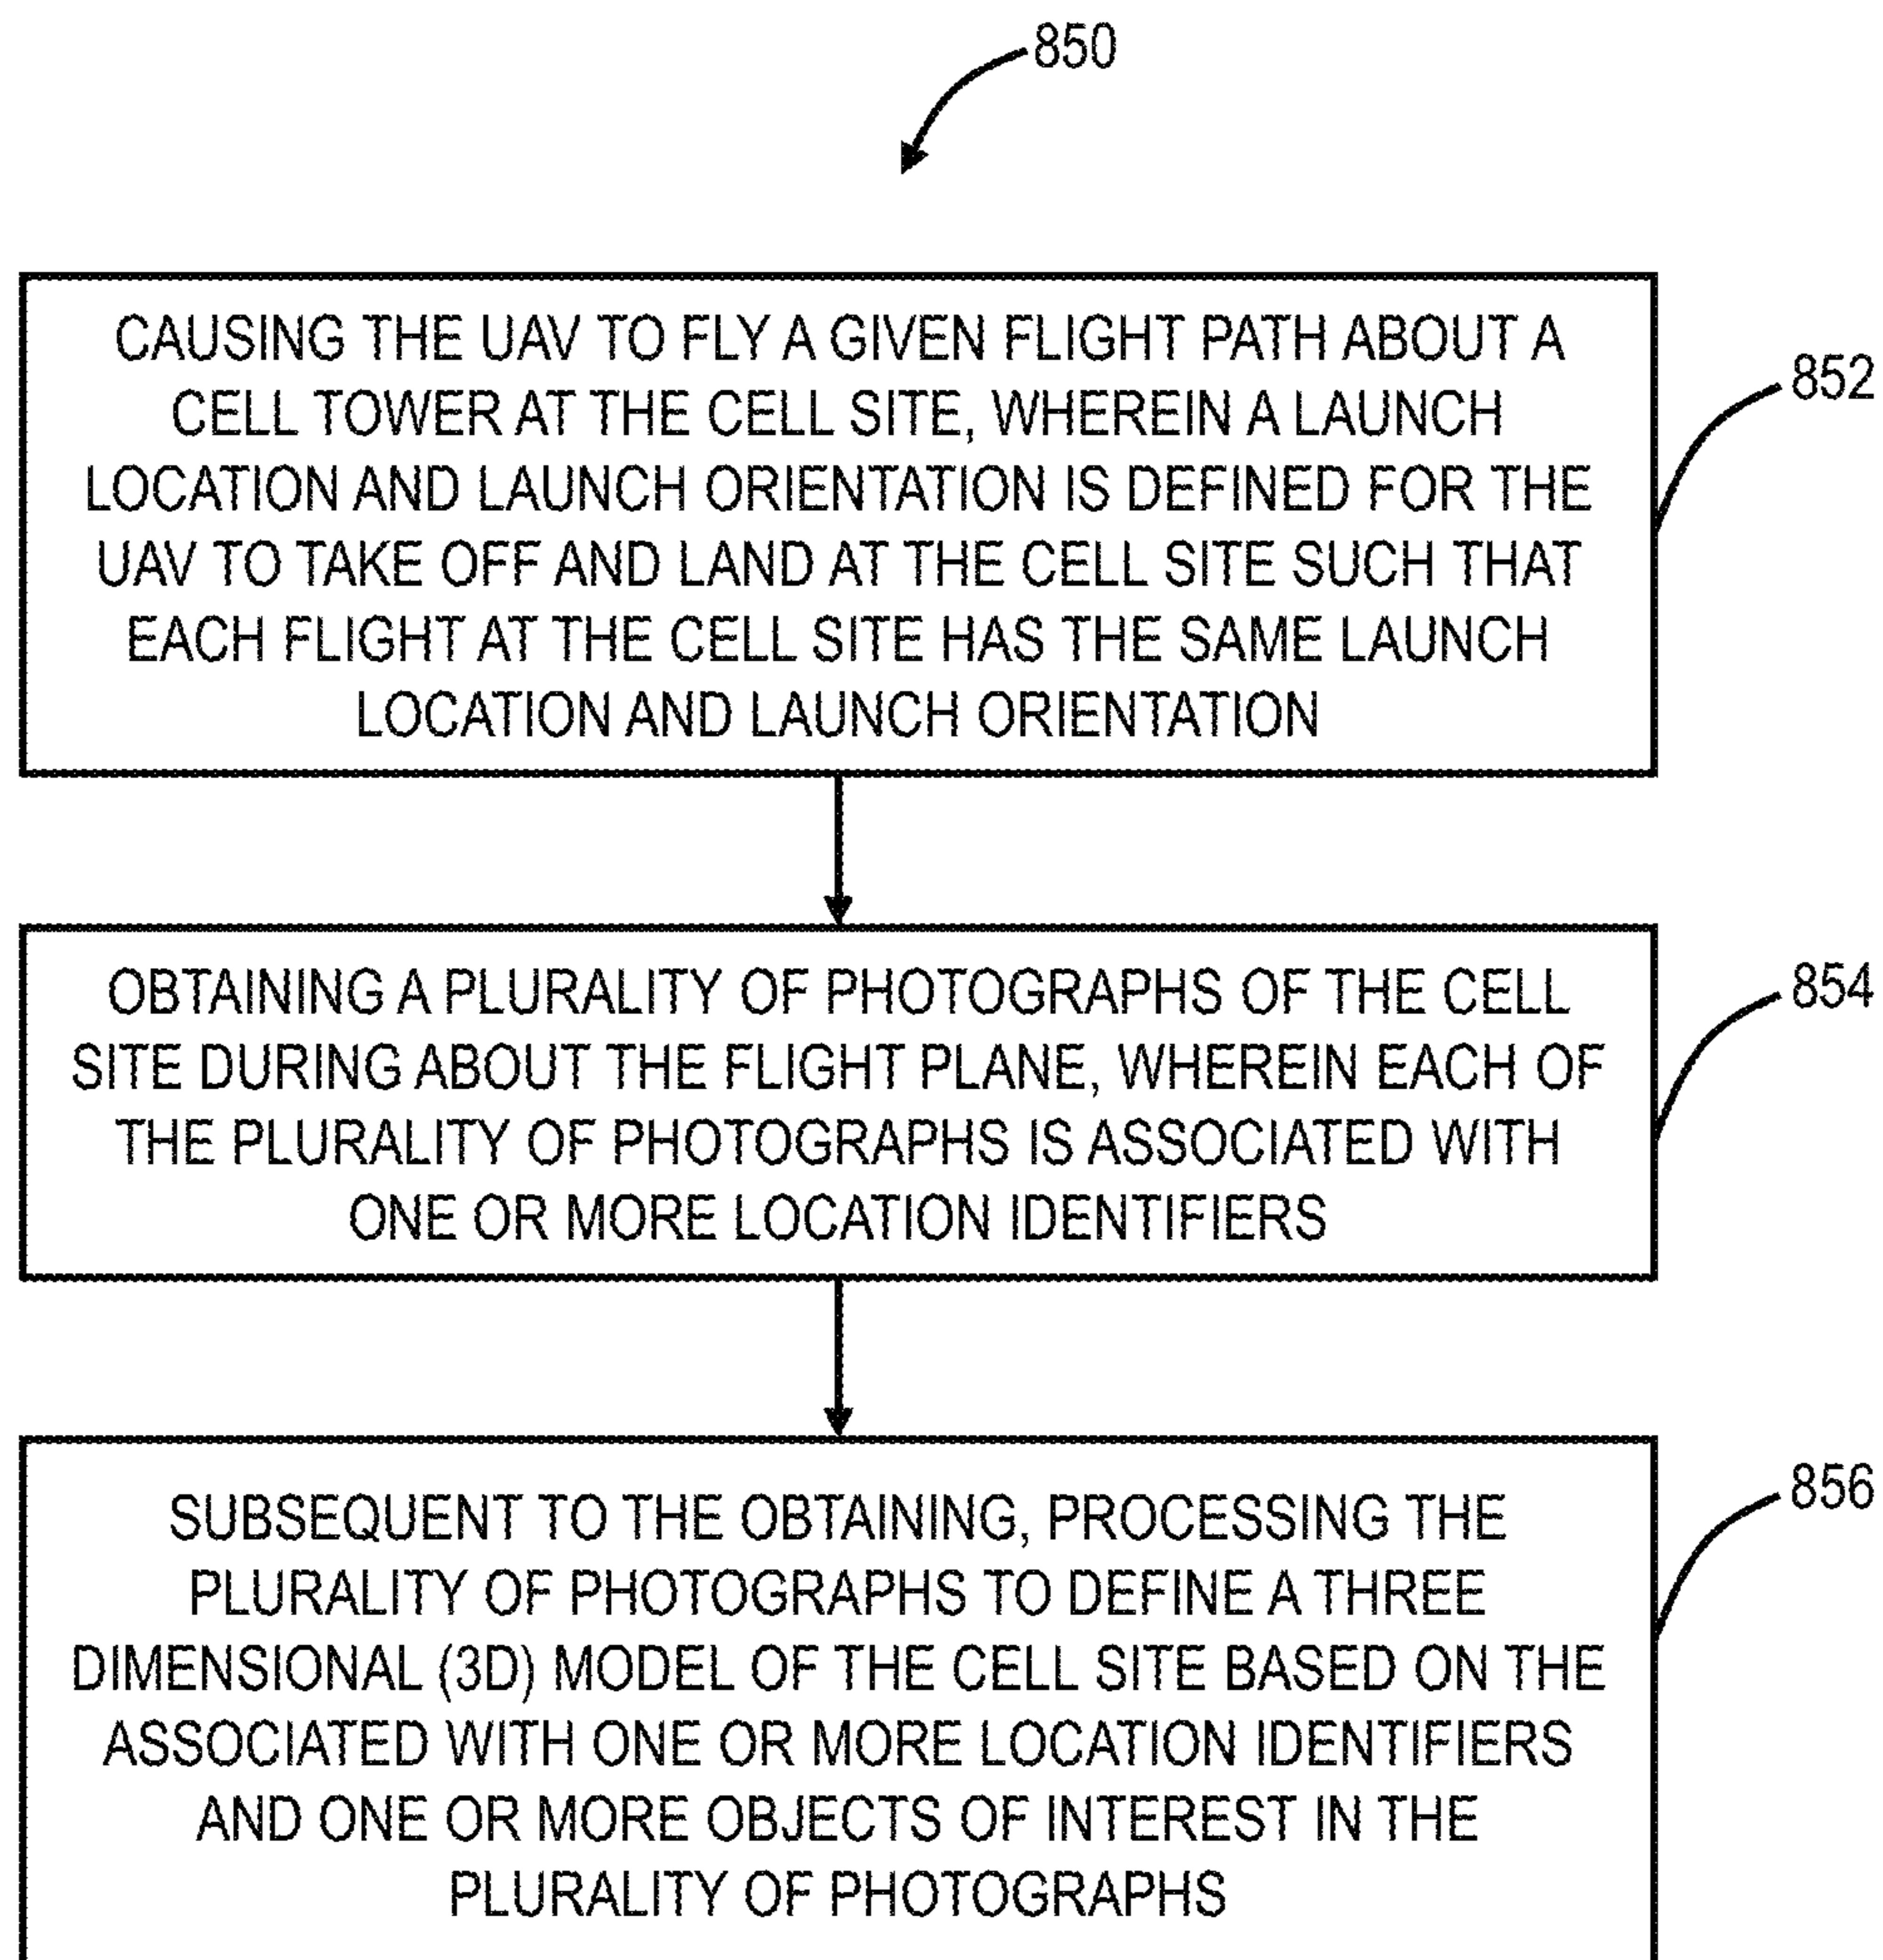 850
CAUSING THE UAV TO FLY A GIVEN FLIGHT PATH ABOUT A
CELL TOWER AT THE CELL SITE, WHEREIN A LAUNCH
LOCATION AND LAUNCH ORIENTATION IS DEFINED FOR THE
UAV TO TAKE OFF AND LAND AT THE CELL SITE SUCH THAT
EACH FLIGHT AT THE CELL SITE HAS THE SAME LAUNCH
LOCATION AND LAUNCH ORIENTATION
852
OBTAINING A PLURALITY OF PHOTOGRAPHS OF THE CELL
SITE DURING ABOUT THE FLIGHT PLANE, WHEREIN EACH OF
THE PLURALITY OF PHOTOGRAPHS IS ASSOCIATED WITH
ONE OR MORE LOCATION IDENTIFIERS
854
SUBSEQUENT TO THE OBTAINING, PROCESSING THE
PLURALITY OF PHOTOGRAPHS TO DEFINE A THREE
DIMENSIONAL (3D) MODEL OF THE CELL SITE BASED ON THE
ASSOCIATED WITH ONE OR MORE LOCATION IDENTIFIERS
AND ONE OR MORE OBJECTS OF INTEREST IN THE
PLURALITY OF PHOTOGRAPHS
856